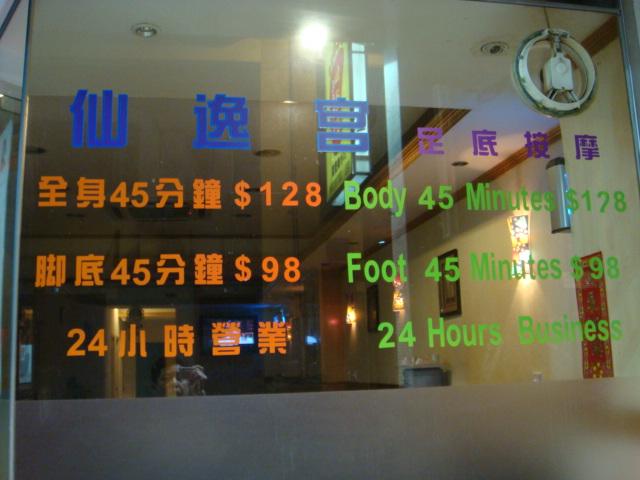 仙逸宮 足底按摩
全身45分鐘$128 Body 45 Minutes $128
脚底45分鐘$98 Foot 45 Minutes $98
24小時營業 24 Hours Business